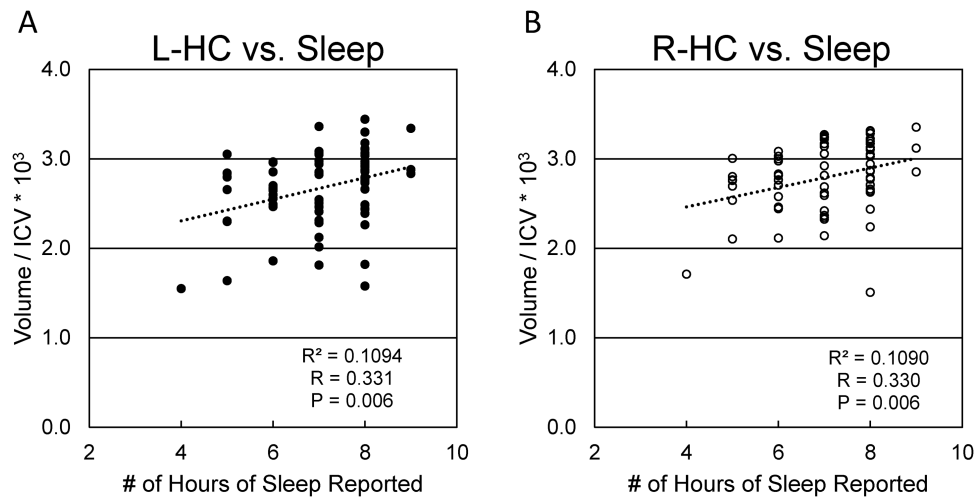 A
L-HC vs. Sleep
4.0
3.0
2.0
1.0
0.0
Volume / ICV * 10³
R² = 0.1094
R = 0.331
P = 0.006
2 4 6 8 10
# of Hours of Sleep Reported
B
R-HC vs. Sleep
4.0
3.0
2.0
1.0
0.0
Volume / ICV * 10³
R² = 0.1090
R = 0.330
P = 0.006
2 4 6 8 10
# of Hours of Sleep Reported